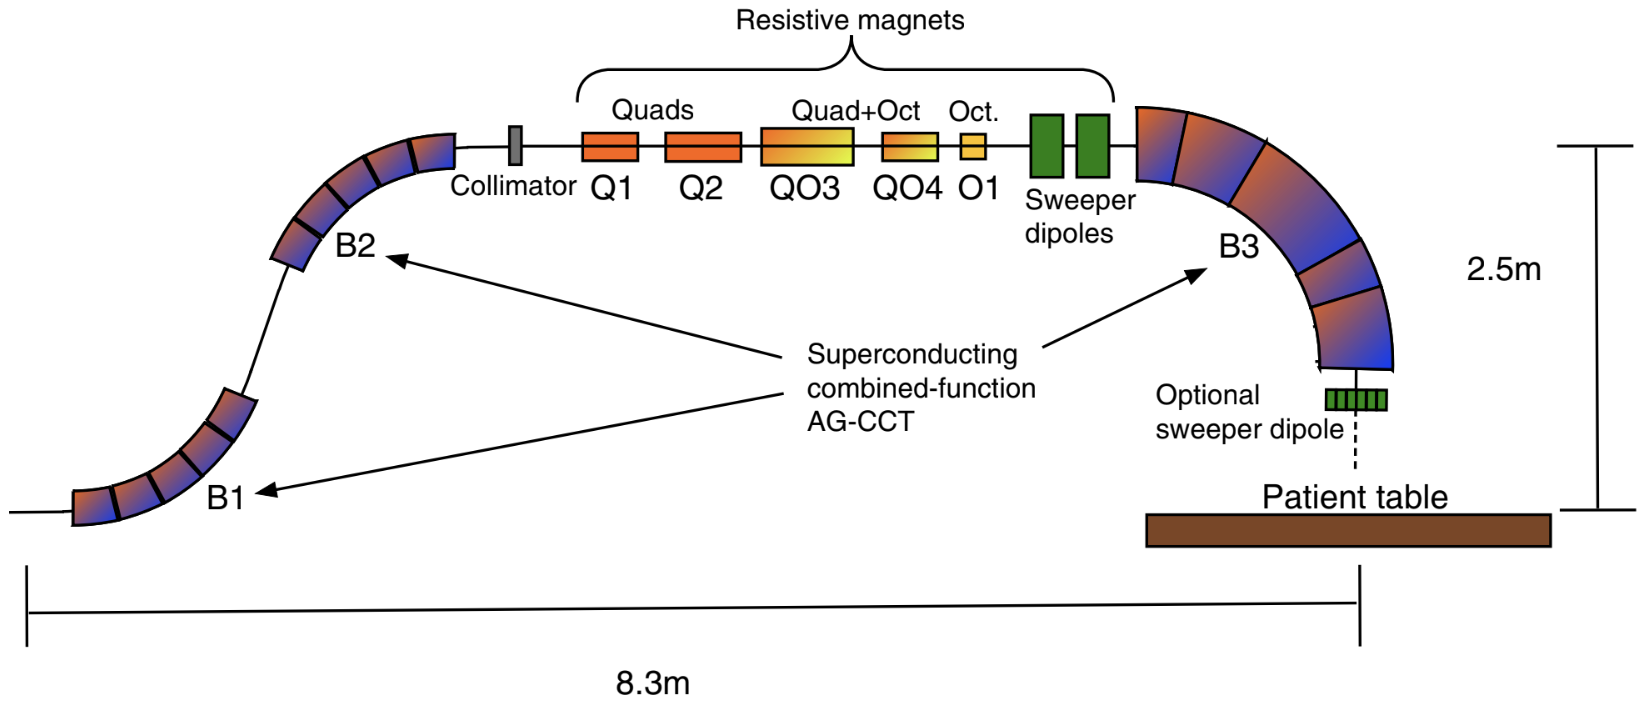 Resistive magnets
Quads
Quad+Oct
Oct.
Collimator
Q1
Q2
QO3
QO4
O1
Sweeper
dipoles
B2
B3
2.5m
Superconducting
combined-function
AG-CCT
Optional
sweeper dipole
B1
Patient table
8.3m